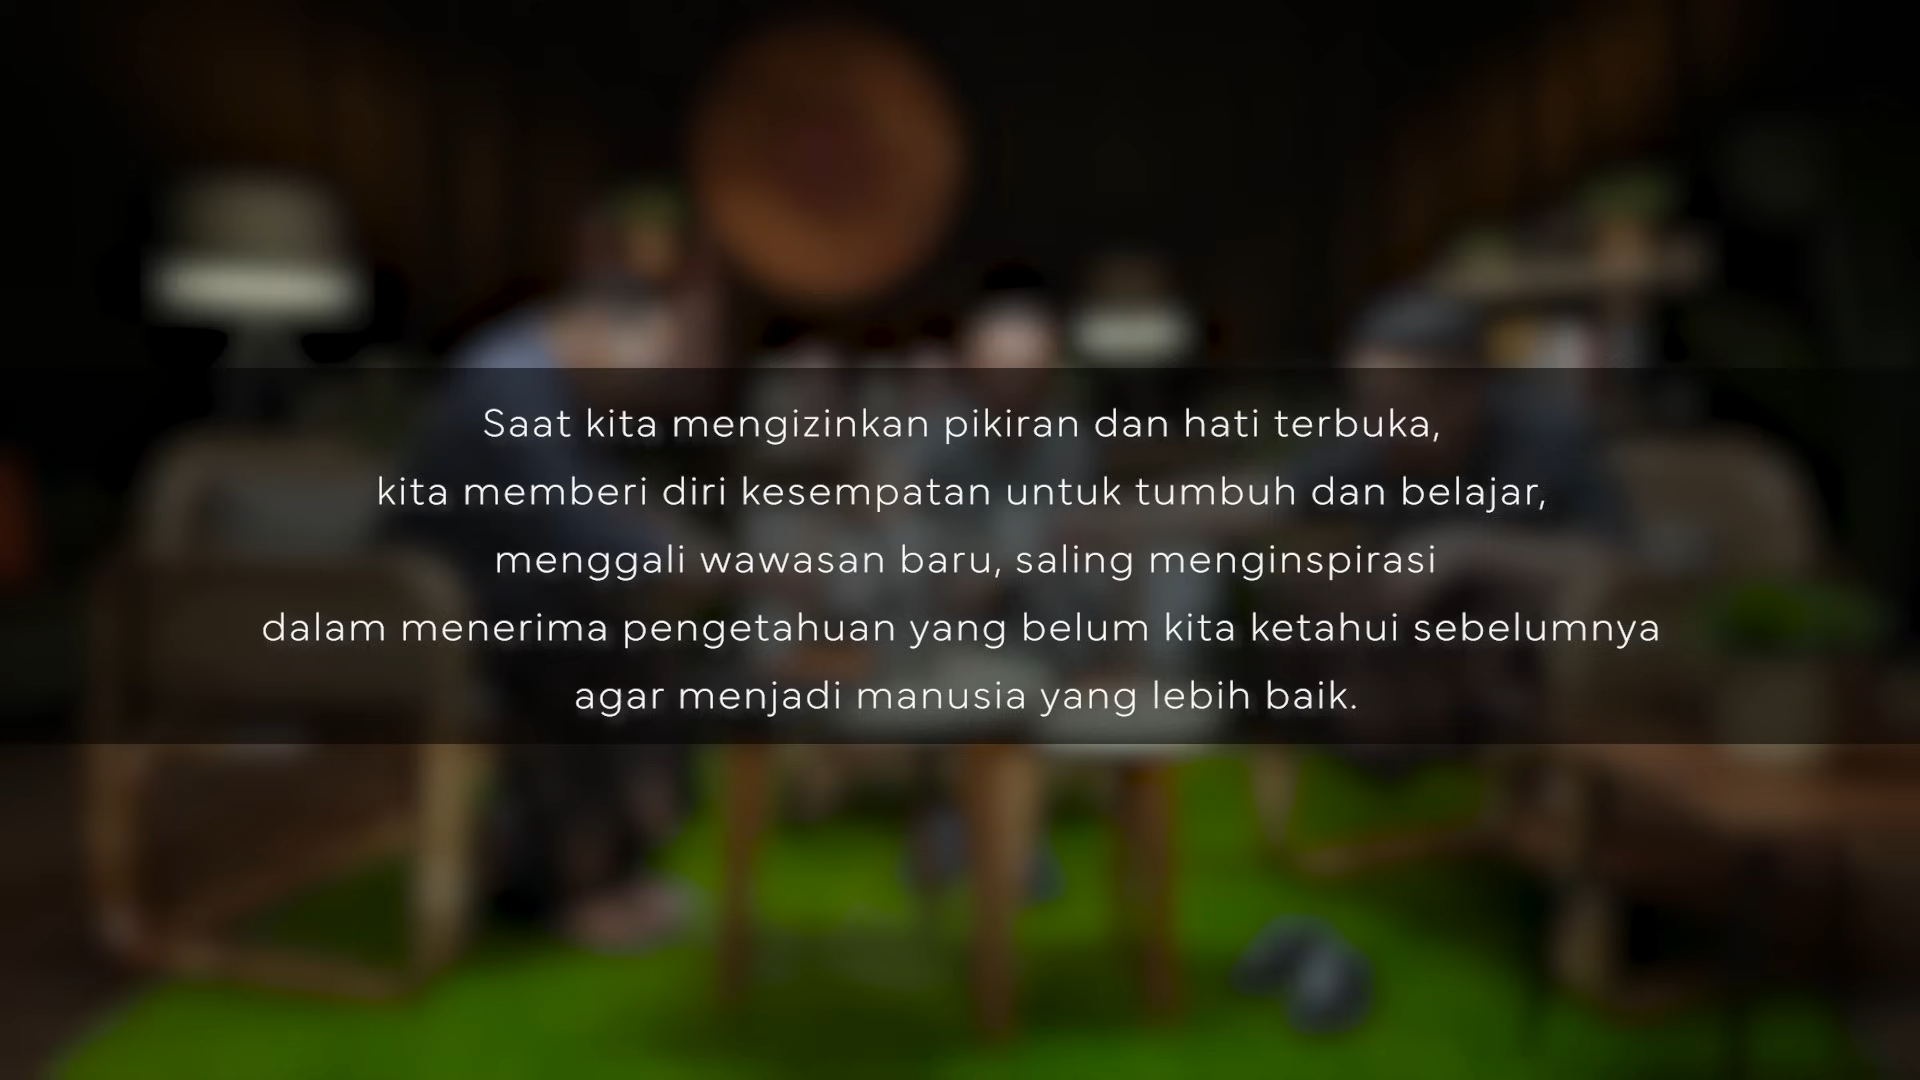 Saat kita mengizinkan pikiran dan hati terbuka,
kita memberi diri kesempatan untuk tumbuh dan belajar,
menggali wawasan baru, saling menginspirasi
dalam menerima pengetahuan yang belum kita ketahui sebelumnya
agar menjadi manusia yang lebih baik.